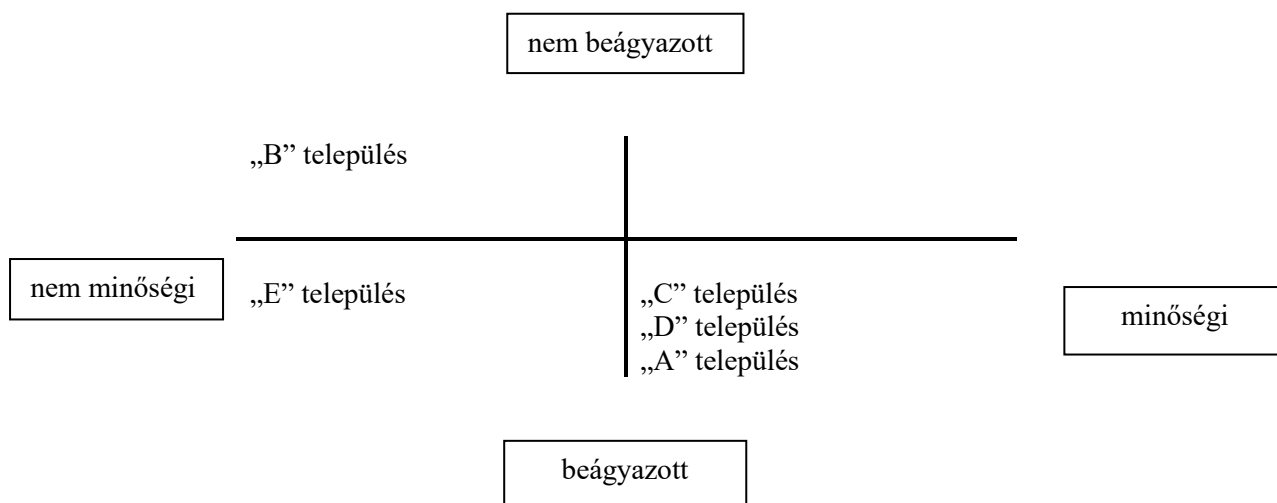 nem beágyazott
„B” település
nem minőségi
„E” település
„C” település
„D” település
„A” település
minőségi
beágyazott